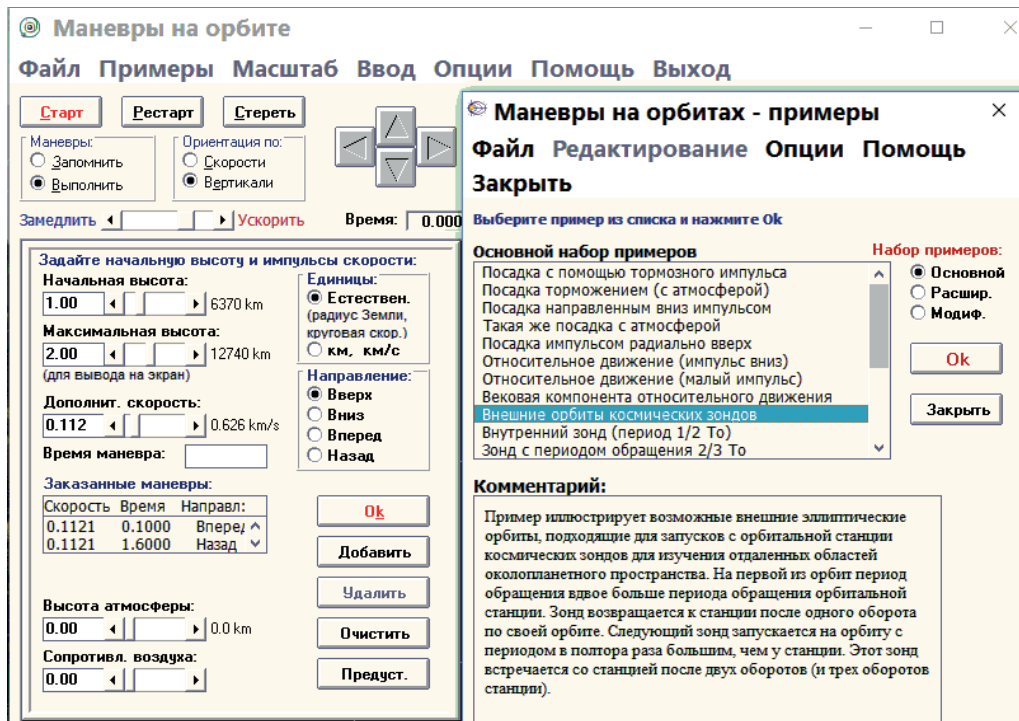 Маневры на орбите
Файл Примеры Масштаб Ввод Опции Помощь Выход
Старт Рестарт Стереть
Маневры:
Запомнить
Выполнить
Ориентация по:
Скорости
Вертикали
Замедлить Ускорить Время: 0.000
Задайте начальную высоту и импульсы скорости:
Начальная высота:
1.00 6370 km
Максимальная высота:
2.00 12740 km
(для вывода на экран)
Дополнит. скорость:
0.112 0.626 km/s
Время маневра:
Заказанные маневры:
Скорость Время Направл:
0.1121 0.1000 Вперед
0.1121 1.6000 Назад
Высота атмосферы:
0.00 0.0 km
Сопротивл. воздуха:
0.00
Единицы:
Естествен.
(радиус Земли,
круговая скор.)
км, км/с
Направление:
Вверх
Вниз
Вперед
Назад
Ok
Добавить
Удалить
Очистить
Предуст.
Маневры на орбитах - примеры
Файл Редактирование Опции Помощь
Закрыть
Выберите пример из списка и нажмите Ok
Основной набор примеров
Посадка с помощью тормозного импульса
Посадка торможением (с атмосферой)
Посадка направленным вниз импульсом
Такая же посадка с атмосферой
Посадка импульсом радиально вверх
Относительное движение (импульс вниз)
Относительное движение (малый импульс)
Вековая компонента относительного движения
Внешние орбиты космических зондов
Внутренний зонд (период 1/2 To)
Зонд с периодом обращения 2/3 To
Набор примеров:
Основной
Расшир.
Модиф.
Ok
Закрыть
Комментарий:
Пример иллюстрирует возможные внешние эллиптические
орбиты, подходящие для запусков с орбитальной станции
космических зондов для изучения отдаленных областей
околопланетного пространства. На первой из орбит период
обращения вдвое больше периода обращения орбитальной
станции. Зонд возвращается к станции после одного оборота
по своей орбите. Следующий зонд запускается на орбиту с
периодом в полтора раза большим, чем у станции. Этот зонд
встречается со станцией после двух оборотов (и трех оборотов
станции).